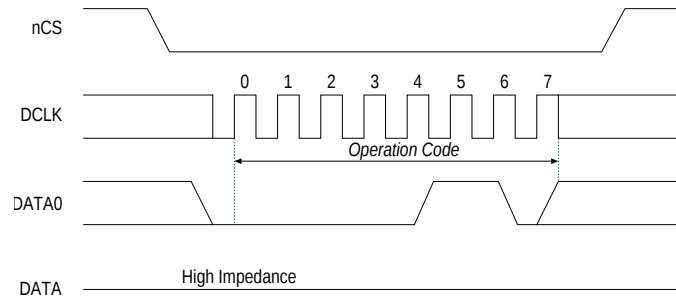 nCS
0 1 2 3 4 5 6 7
DCLK
Operation Code
DATA0
High Impedance
DATA